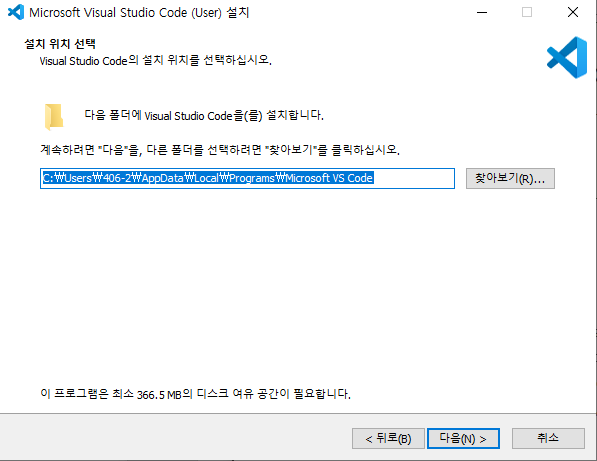 Microsoft Visual Studio Code (User) 설치
설치 위치 선택
Visual Studio Code의 설치 위치를 선택하십시오.
다음 폴더에 Visual Studio Code을(를) 설치합니다.
계속하려면 "다음"을, 다른 폴더를 선택하려면 "찾아보기"를 클릭하십시오.
C:₩Users₩406-2₩AppData₩Local₩Programs₩Microsoft VS Code
찾아보기(R)...
이 프로그램은 최소 366.5 MB의 디스크 여유 공간이 필요합니다.
< 뒤로(B)
다음(N) >
취소